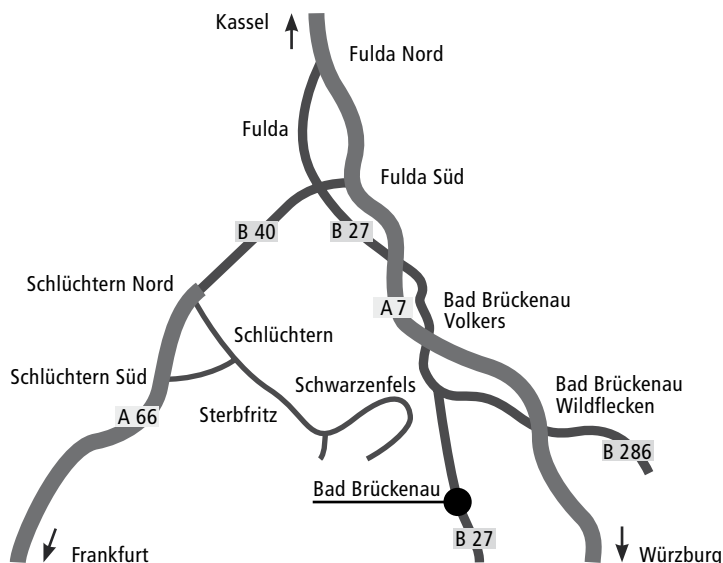 Kassel
Fulda Nord
Fulda
Fulda Süd
B 40
B 27
Schlüchtern Nord
A 7
Bad Brückenau
Volkers
Schlüchtern
Schlüchtern Süd
Schwarzenfels
Bad Brückenau
Wildflecken
A 66
Sterbfritz
B 286
Bad Brückenau
B 27
Frankfurt
Würzburg